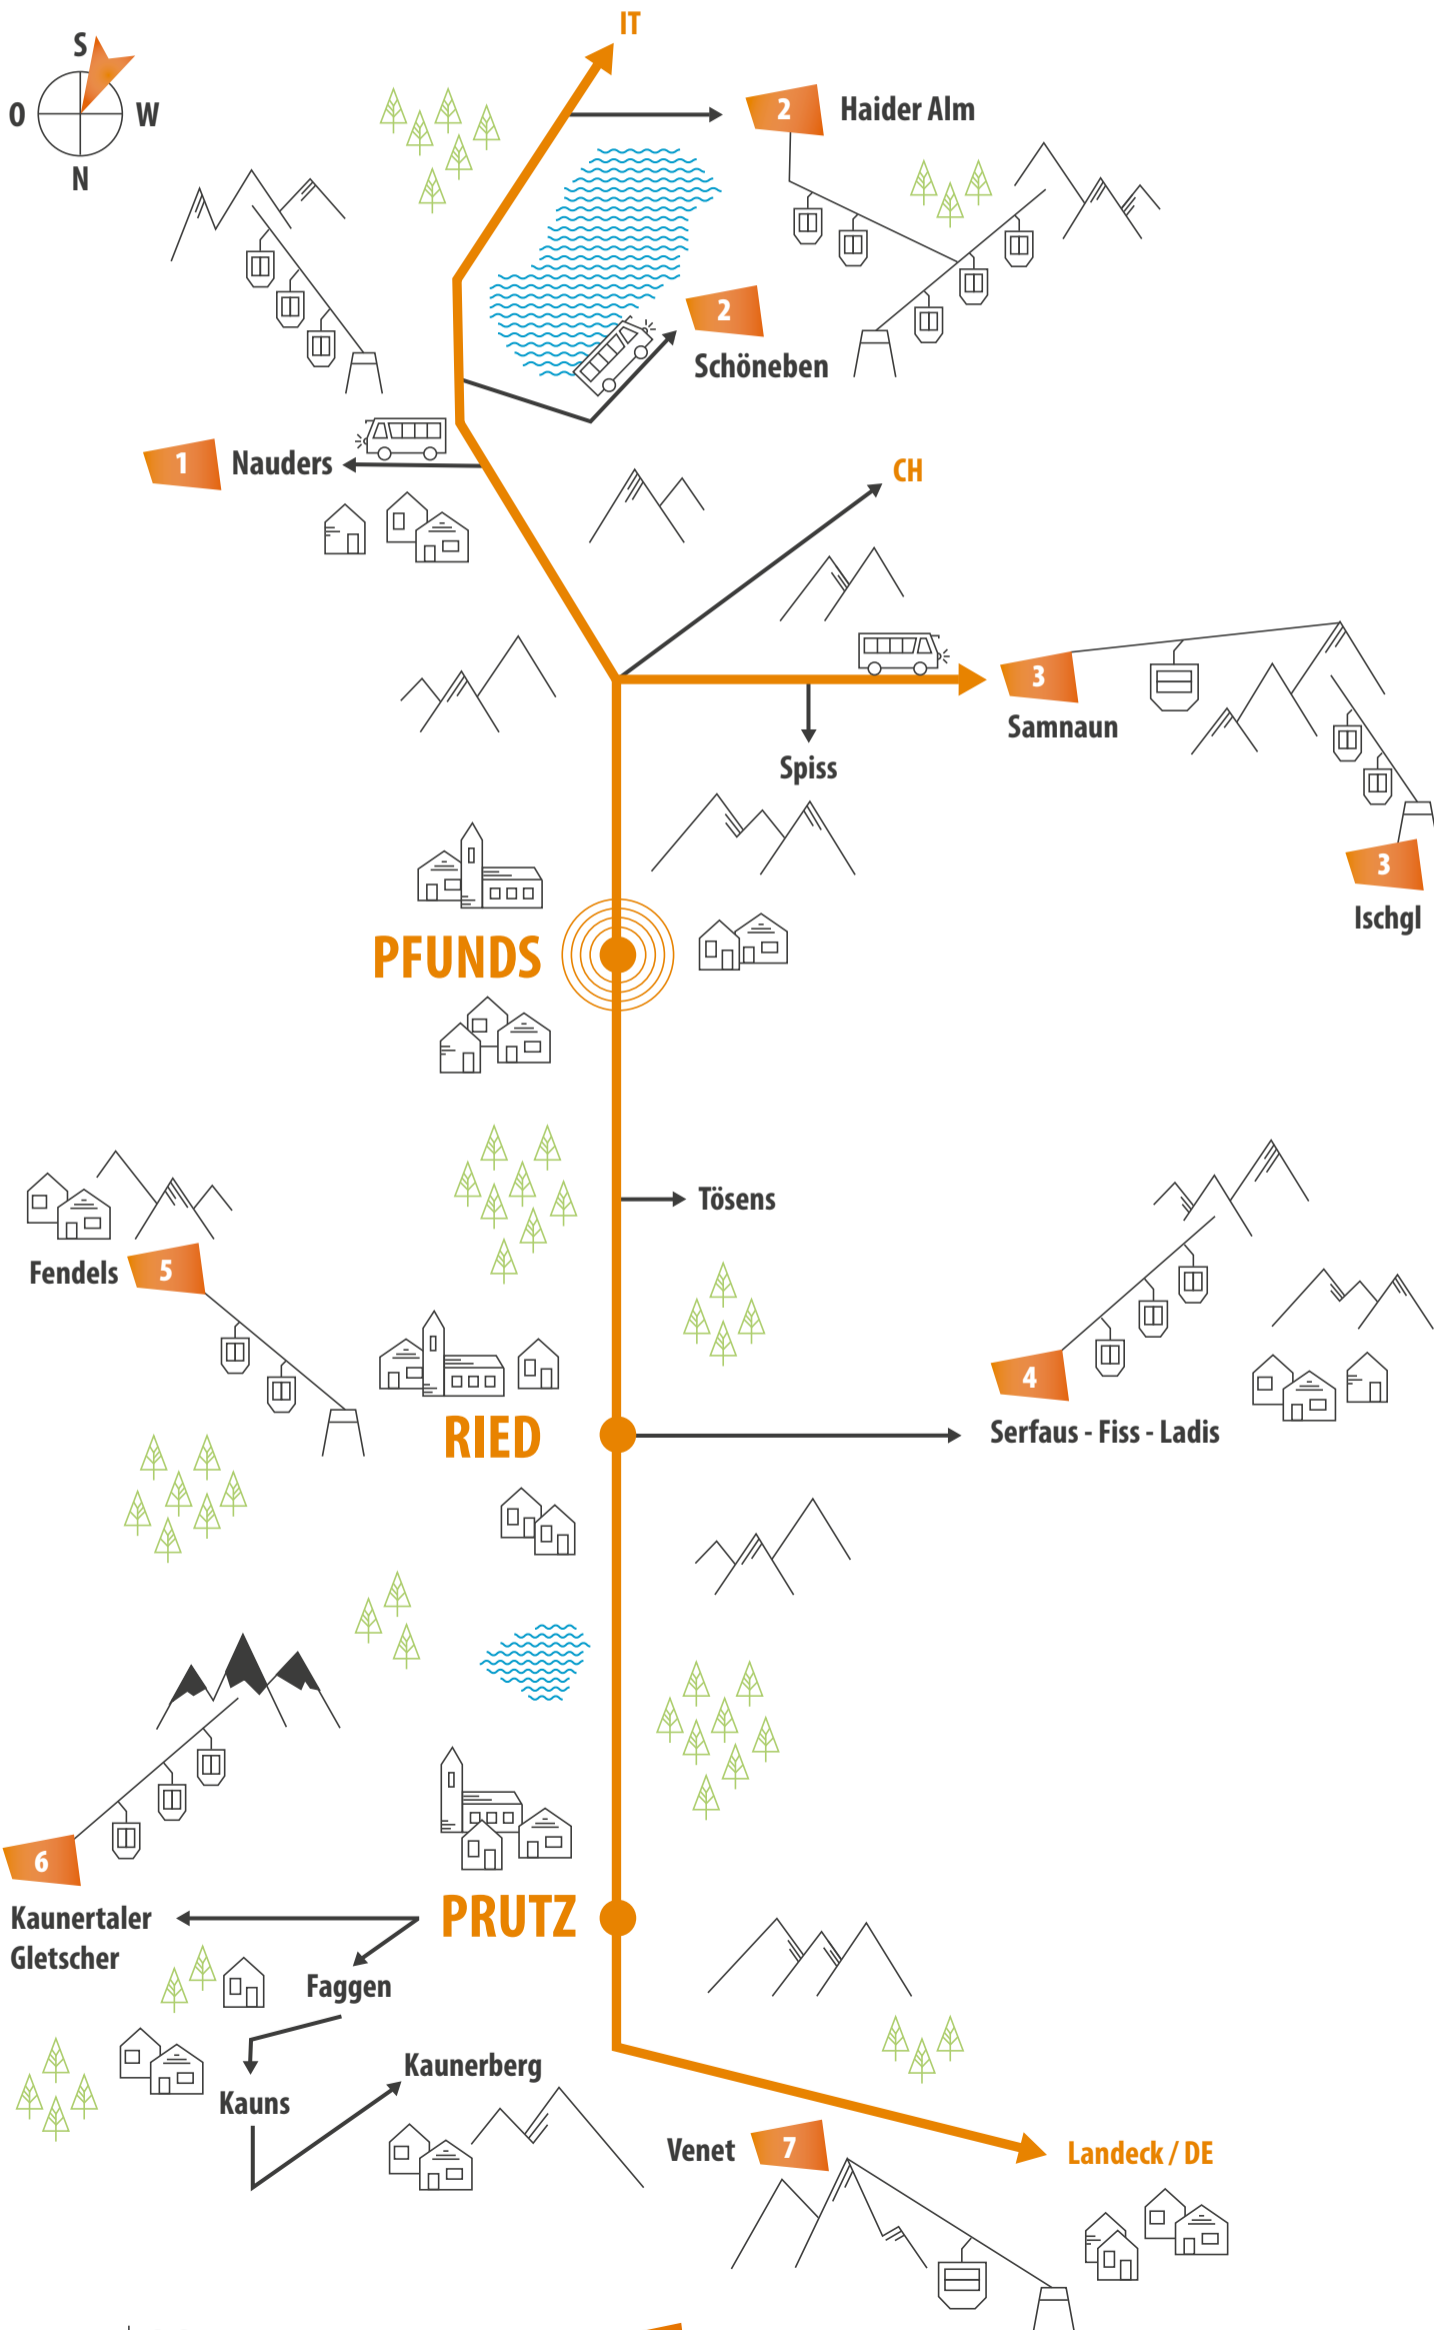 IT
S
O
W
N
2
Haider Alm
2
Schöneben
1
Nauders
CH
3
Samnaun
Spiss
3
Ischgl
PFUNDS
Tösens
Fendels
5
4
Serfaus - Fiss - Ladis
RIED
6
Kaunertaler
Gletscher
PRUTZ
Faggen
Kauns
Kaunerberg
Venet
7
Landeck / DE